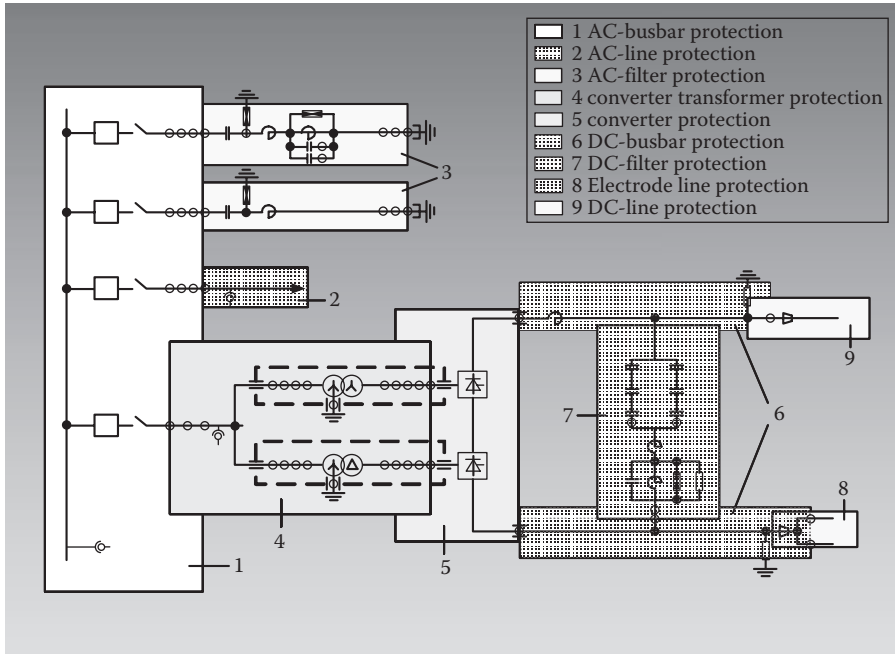 1 AC-busbar protection
2 AC-line protection
3 AC-filter protection
4 converter transformer protection
5 converter protection
6 DC-busbar protection
7 DC-filter protection
8 Electrode line protection
9 DC-line protection
3
2
9
7
6
8
4
5
1